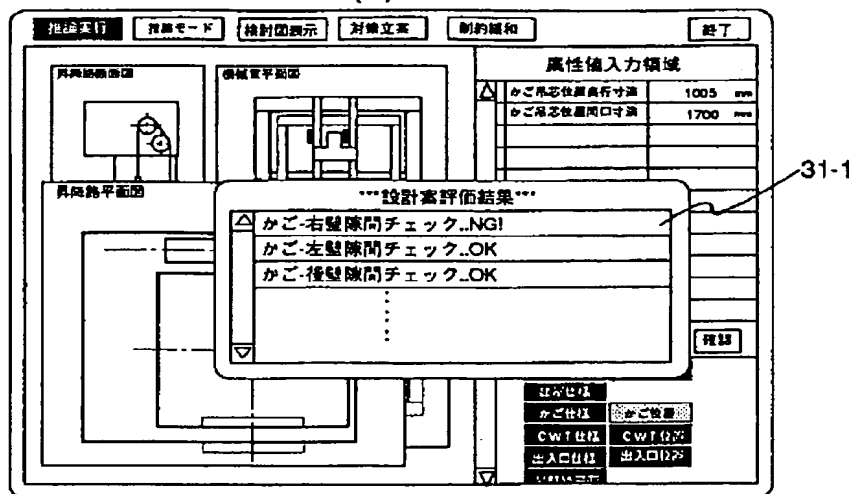 推論実行 推論モード 検討図表示 対策立案 制約緩和 終了
昇降路断面図 機械室平面図 属性値入力領域
かご吊芯位置奥行寸法 1005 mm
かご吊芯位置間口寸法 1700 mm
31-1
昇降路平面図
***設計案評価結果***
かご-右壁隙間チェック..NG!
かご-左壁隙間チェック..OK
かご-後壁隙間チェック..OK
確認
かご仕様 かご位置
CWT仕様 CWT位置
出入口仕様 出入口位置